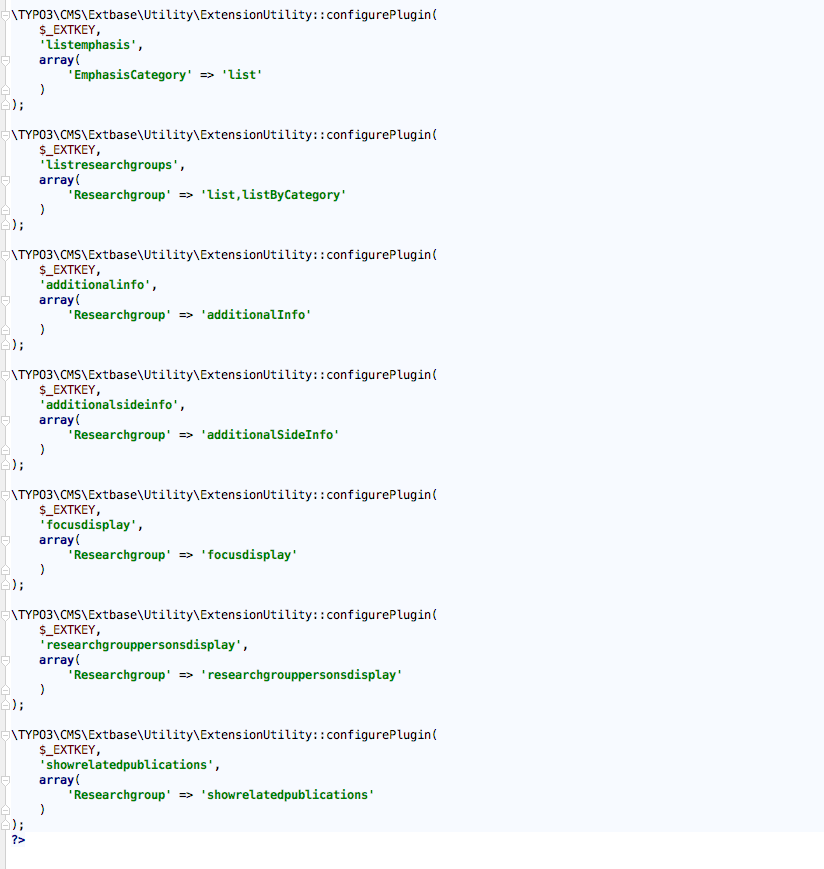 \TYPO3\CMS\Extbase\Utility\ExtensionUtility::configurePlugin(
    $_EXTKEY,
    'listemphasis',
    array(
        'EmphasisCategory' => 'list'
    )
);

\TYPO3\CMS\Extbase\Utility\ExtensionUtility::configurePlugin(
    $_EXTKEY,
    'listresearchgroups',
    array(
        'Researchgroup' => 'list,listByCategory'
    )
);

\TYPO3\CMS\Extbase\Utility\ExtensionUtility::configurePlugin(
    $_EXTKEY,
    'additionalinfo',
    array(
        'Researchgroup' => 'additionalInfo'
    )
);

\TYPO3\CMS\Extbase\Utility\ExtensionUtility::configurePlugin(
    $_EXTKEY,
    'additionalsideinfo',
    array(
        'Researchgroup' => 'additionalSideInfo'
    )
);

\TYPO3\CMS\Extbase\Utility\ExtensionUtility::configurePlugin(
    $_EXTKEY,
    'focusdisplay',
    array(
        'Researchgroup' => 'focusdisplay'
    )
);

\TYPO3\CMS\Extbase\Utility\ExtensionUtility::configurePlugin(
    $_EXTKEY,
    'researchgrouppersonsdisplay',
    array(
        'Researchgroup' => 'researchgrouppersonsdisplay'
    )
);

\TYPO3\CMS\Extbase\Utility\ExtensionUtility::configurePlugin(
    $_EXTKEY,
    'showrelatedpublications',
    array(
        'Researchgroup' => 'showrelatedpublications'
    )
);
?>